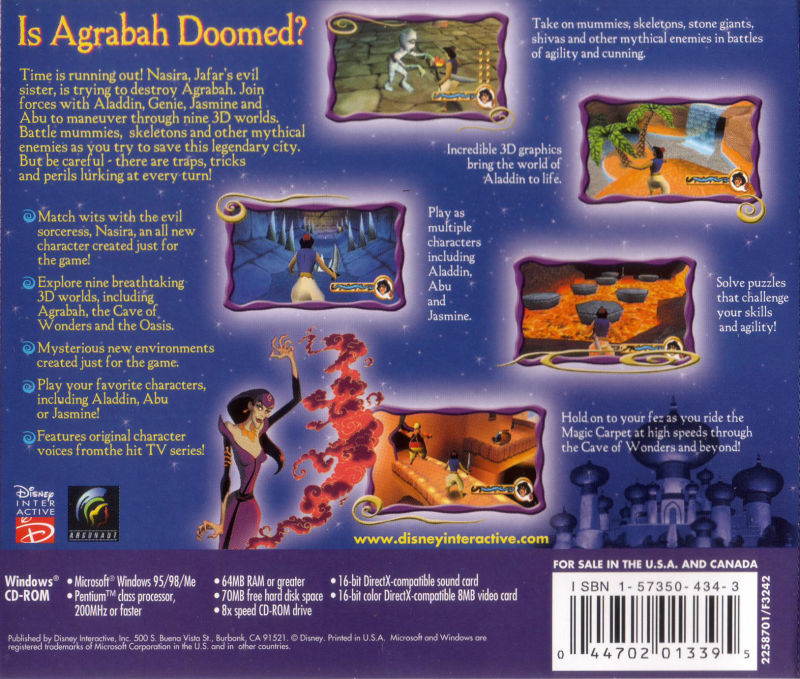 Is Agrabah Doomed?
Time is running out! Nasira, Jafar's evil
sister, is trying to destroy Agrabah. Join
forces with Aladdin, Genie, Jasmine and
Abu to maneuver through nine 3D worlds.
Battle mummies, skeletons and other mythical
enemies as you try to save this legendary city.
But be careful - there are traps, tricks
and perils lurking at every turn!
Take on mummies, skeletons, stone giants,
shivas and other mythical enemies in battles
of agility and cunning.
Incredible 3D graphics
bring the world of
Aladdin to life.
Match wits with the evil
sorceress, Nasira, an all new
character created just for
the game!
Explore nine breathtaking
3D worlds, including
Agrabah, the Cave of
Wonders and the Oasis.
Mysterious new environments
created just for the game.
Play your favorite characters,
including Aladdin, Abu
or Jasmine!
Features original character
voices fromthe hit TV series!
Play as
multiple
characters
including
Aladdin,
Abu
and
Jasmine.
Solve puzzles
that challenge
your skills
and agility!
Hold on to your fez as you ride the
Magic Carpet at high speeds through
the Cave of Wonders and beyond!
Disney
INTER
ACTIVE
ARGONAUT
www.disneyinteractive.com
Windows®
CD-ROM
• Microsoft® Windows 95/98/Me
• Pentium™ class processor,
200MHz or faster
• 64MB RAM or greater
• 70MB free hard disk space
• 8x speed CD-ROM drive
• 16-bit DirectX-compatible sound card
• 16-bit color DirectX-compatible 8MB video card
Published by Disney Interactive, Inc. 500 S. Buena Vista St., Burbank, CA 91521. © Disney. Printed in U.S.A. Microsoft and Windows are
registered trademarks of Microsoft Corporation in the U.S. and in other countries.
FOR SALE IN THE U.S.A. AND CANADA
ISBN 1-57350-434-3
0 44702 01339 5
2258701/F3242